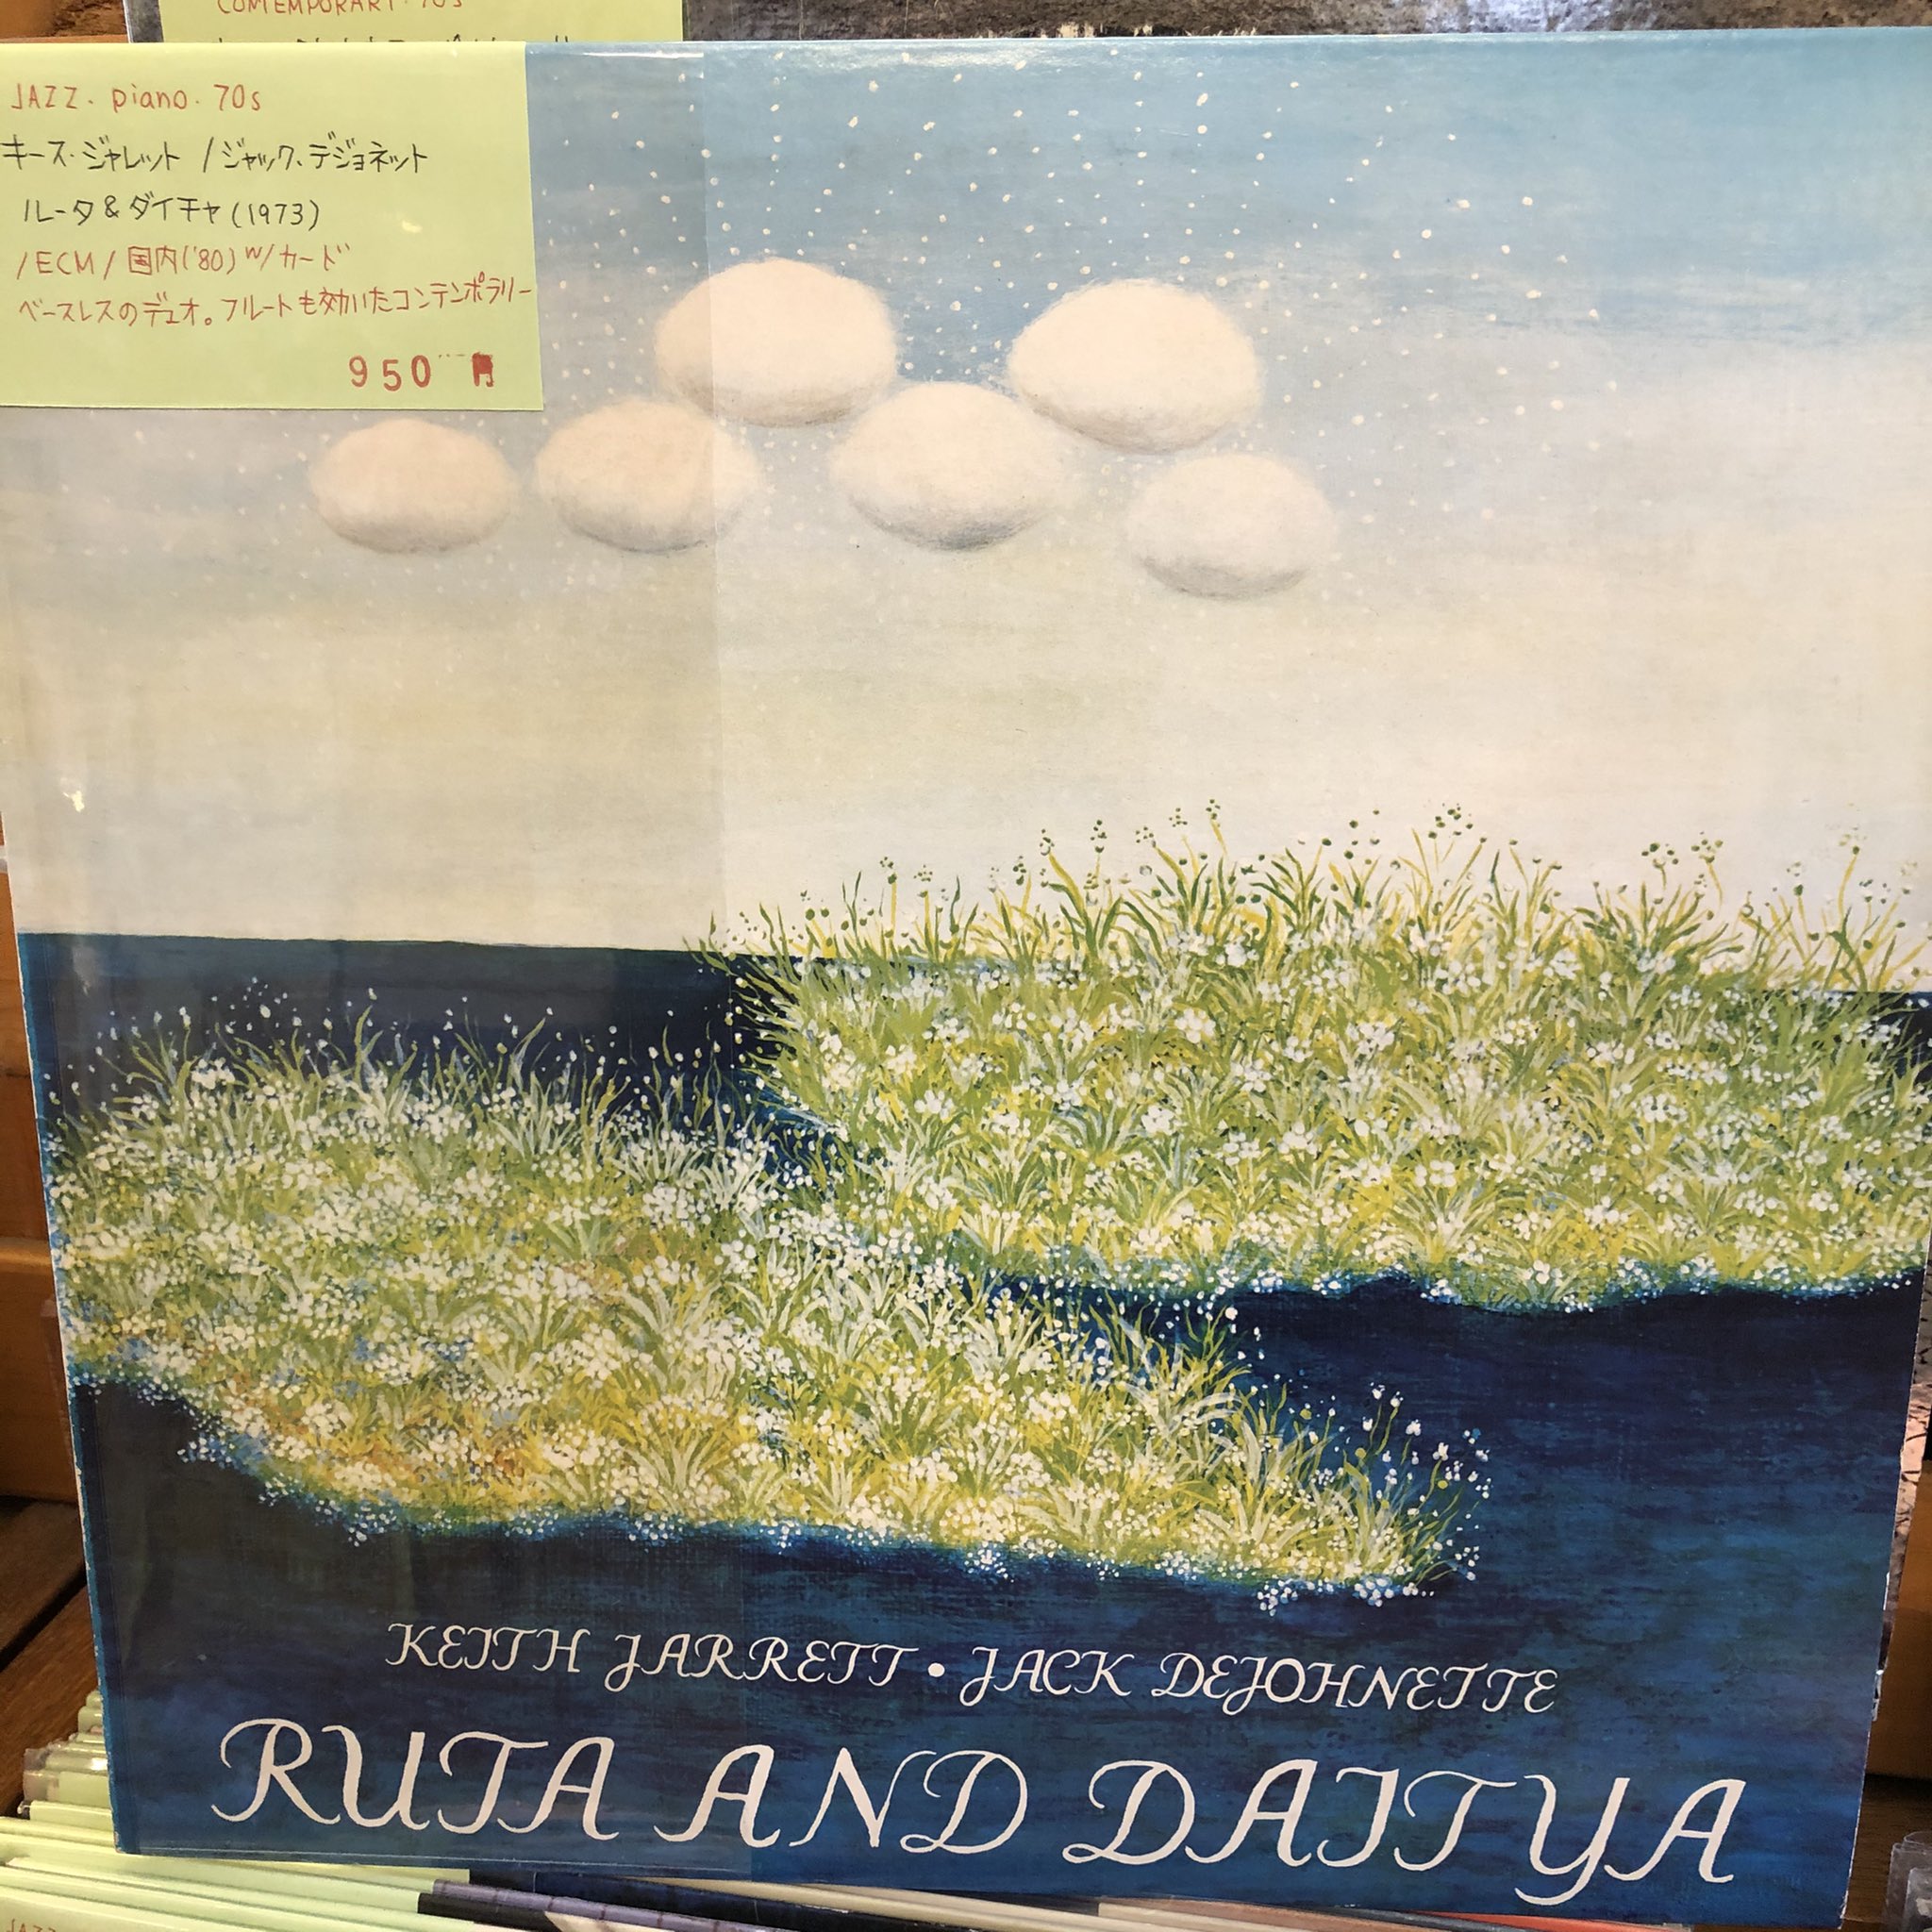 CONTEMPORARY. 70s
JAZZ. piano. 70s
キース・ジャレット / ジャック、デジョネット
ルータ & ダイチャ (1973)
/ECM/ 国内('80) w/カード
ベースレスのデュオ。フルートも効いたコンテンポラリー
950円
KEITH JARRETT • JACK DEJOHNETTE
RUTA AND DAITYA
JAZZ